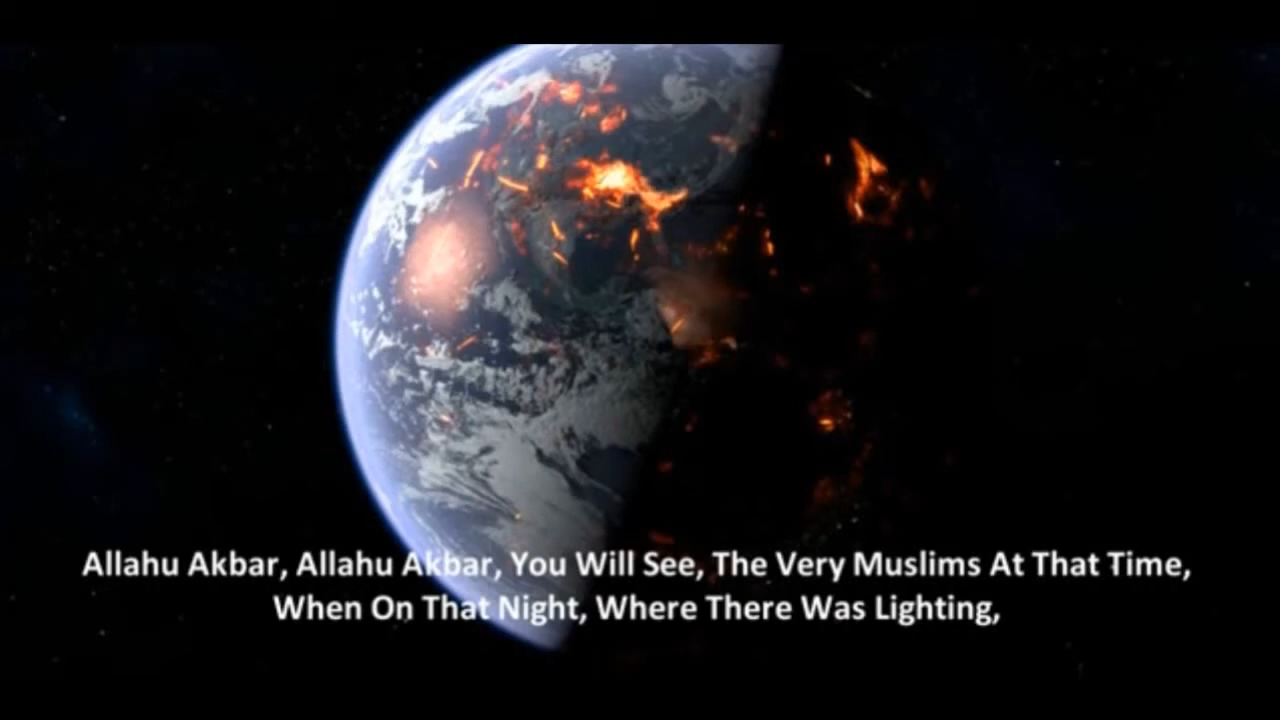 Allahu Akbar, Allahu Akbar, You Will See, The Very Muslims At That Time,
When On That Night, Where There Was Lighting,